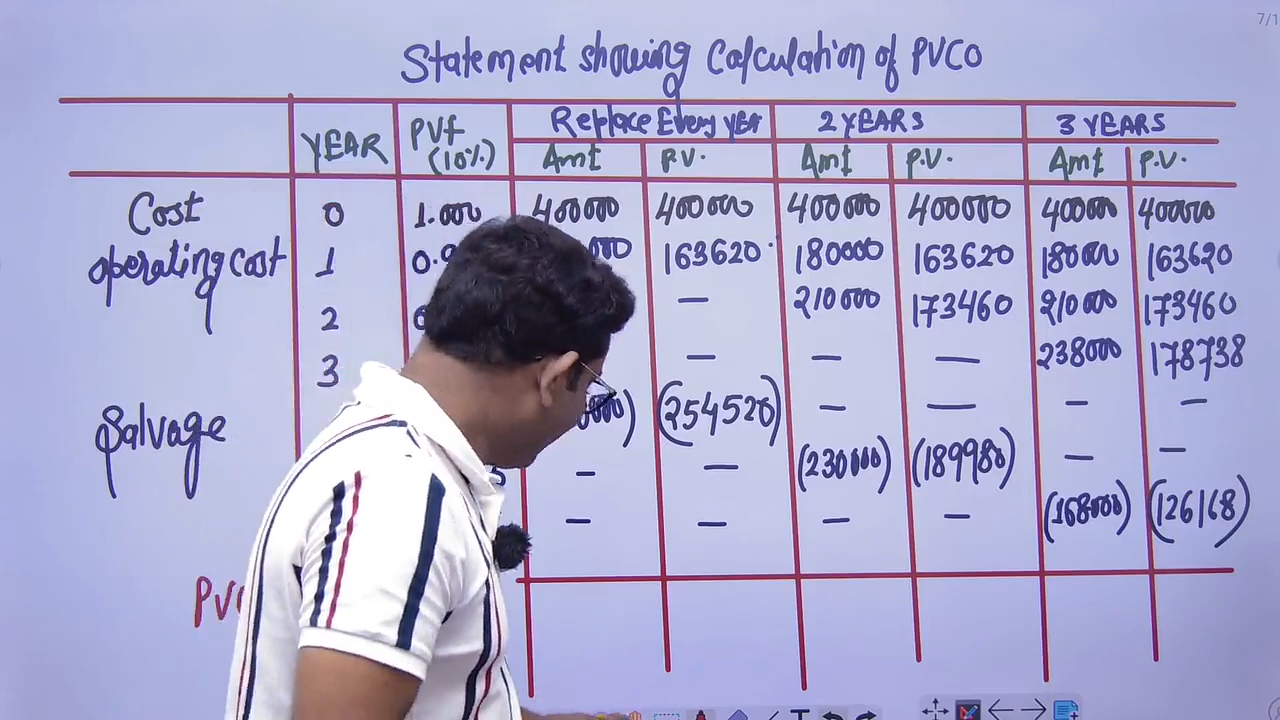 7/1
Statement showing Calculation of PVCO
YEAR PVf (10%) Replace Every year 2 YEARS 3 YEARS
Amt P.V. Amt P.V. Amt P.V.
Cost 0 1.000 400000 400000 400000 400000 400000 400000
operating cost 1 163620 180000 163620 180000 163620
2 — 210000 173460 210000 173460
3 — — — 238000 178738
Salvage (254520) — — — —
— — (230000) (189980) — —
— — — — (168000) (126168)